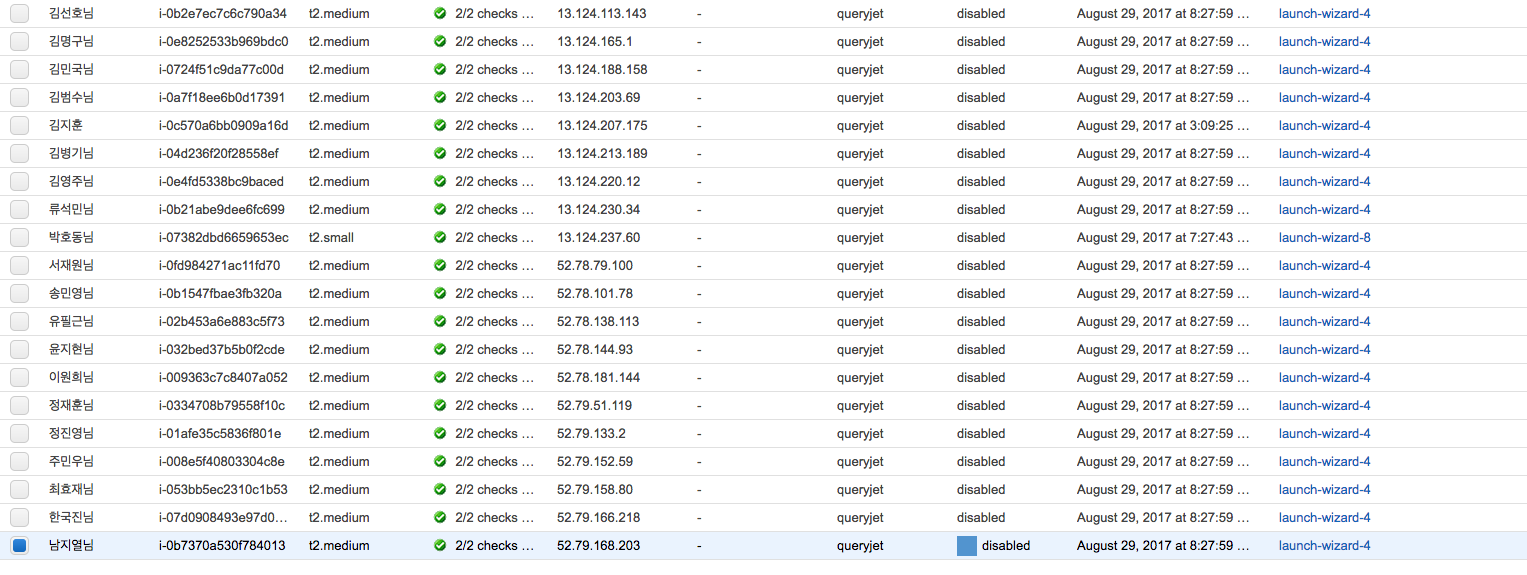 김선호님 i-0b2e7ec7c6c790a34 t2.medium 2/2 checks … 13.124.113.143 - queryjet disabled August 29, 2017 at 8:27:59 … launch-wizard-4
김명구님 i-0e8252533b969bdc0 t2.medium 2/2 checks … 13.124.165.1 - queryjet disabled August 29, 2017 at 8:27:59 … launch-wizard-4
김민국님 i-0724f51c9da77c00d t2.medium 2/2 checks … 13.124.188.158 - queryjet disabled August 29, 2017 at 8:27:59 … launch-wizard-4
김범수님 i-0a7f18ee6b0d17391 t2.medium 2/2 checks … 13.124.203.69 - queryjet disabled August 29, 2017 at 8:27:59 … launch-wizard-4
김지훈 i-0c570a6bb0909a16d t2.medium 2/2 checks … 13.124.207.175 - queryjet disabled August 29, 2017 at 3:09:25 … launch-wizard-4
김병기님 i-04d236f20f28558ef t2.medium 2/2 checks … 13.124.213.189 - queryjet disabled August 29, 2017 at 8:27:59 … launch-wizard-4
김영주님 i-0e4fd5338bc9baced t2.medium 2/2 checks … 13.124.220.12 - queryjet disabled August 29, 2017 at 8:27:59 … launch-wizard-4
류석민님 i-0b21abe9dee6fc699 t2.medium 2/2 checks … 13.124.230.34 - queryjet disabled August 29, 2017 at 8:27:59 … launch-wizard-4
박호동님 i-07382dbd6659653ec t2.small 2/2 checks … 13.124.237.60 - queryjet disabled August 29, 2017 at 7:27:43 … launch-wizard-8
서재원님 i-0fd984271ac11fd70 t2.medium 2/2 checks … 52.78.79.100 - queryjet disabled August 29, 2017 at 8:27:59 … launch-wizard-4
송민영님 i-0b1547fbae3fb320a t2.medium 2/2 checks … 52.78.101.78 - queryjet disabled August 29, 2017 at 8:27:59 … launch-wizard-4
유필근님 i-02b453a6e883c5f73 t2.medium 2/2 checks … 52.78.138.113 - queryjet disabled August 29, 2017 at 8:27:59 … launch-wizard-4
윤지현님 i-032bed37b5b0f2cde t2.medium 2/2 checks … 52.78.144.93 - queryjet disabled August 29, 2017 at 8:27:59 … launch-wizard-4
이원희님 i-009363c7c8407a052 t2.medium 2/2 checks … 52.78.181.144 - queryjet disabled August 29, 2017 at 8:27:59 … launch-wizard-4
정재훈님 i-0334708b79558f10c t2.medium 2/2 checks … 52.79.51.119 - queryjet disabled August 29, 2017 at 8:27:59 … launch-wizard-4
정진영님 i-01afe35c5836f801e t2.medium 2/2 checks … 52.79.133.2 - queryjet disabled August 29, 2017 at 8:27:59 … launch-wizard-4
주민우님 i-008e5f40803304c8e t2.medium 2/2 checks … 52.79.152.59 - queryjet disabled August 29, 2017 at 8:27:59 … launch-wizard-4
최효재님 i-053bb5ec2310c1b53 t2.medium 2/2 checks … 52.79.158.80 - queryjet disabled August 29, 2017 at 8:27:59 … launch-wizard-4
한국진님 i-07d0908493e97d0… t2.medium 2/2 checks … 52.79.166.218 - queryjet disabled August 29, 2017 at 8:27:59 … launch-wizard-4
남지열님 i-0b7370a530f784013 t2.medium 2/2 checks … 52.79.168.203 - queryjet disabled August 29, 2017 at 8:27:59 … launch-wizard-4